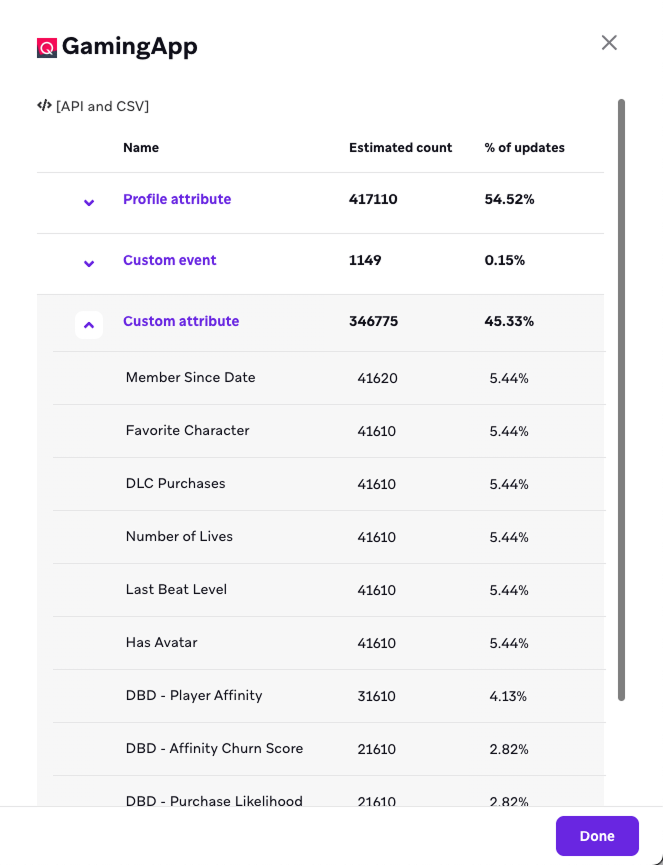 GamingApp
[API and CSV]
Name Estimated count % of updates
Profile attribute 417110 54.52%
Custom event 1149 0.15%
Custom attribute 346775 45.33%
Member Since Date 41620 5.44%
Favorite Character 41610 5.44%
DLC Purchases 41610 5.44%
Number of Lives 41610 5.44%
Last Beat Level 41610 5.44%
Has Avatar 41610 5.44%
DBD - Player Affinity 31610 4.13%
DBD - Affinity Churn Score 21610 2.82%
DBD - Purchase Likelihood 21610 2.82%
Done